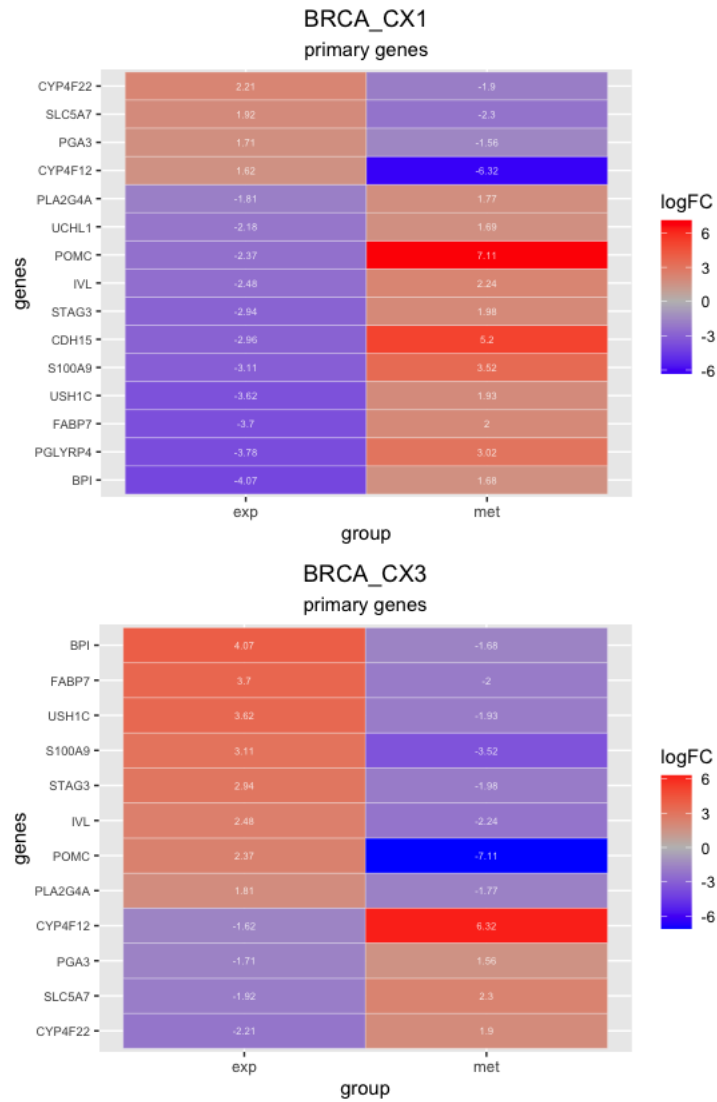 BRCA_CX1
primary genes
CYP4F22 2.21 -1.9
SLC5A7 1.92 -2.3
PGA3 1.71 -1.56
CYP4F12 1.62 -6.32
PLA2G4A -1.81 1.77
UCHL1 -2.18 1.69
POMC -2.37 7.11
IVL -2.48 2.24
STAG3 -2.94 1.98
CDH15 -2.96 5.2
S100A9 -3.11 3.52
USH1C -3.62 1.93
FABP7 -3.7 2
PGLYRP4 -3.78 3.02
BPI -4.07 1.68
genes
exp met
group
logFC
6
3
0
-3
-6
BRCA_CX3
primary genes
BPI 4.07 -1.68
FABP7 3.7 -2
USH1C 3.62 -1.93
S100A9 3.11 -3.52
STAG3 2.94 -1.98
IVL 2.48 -2.24
POMC 2.37 -7.11
PLA2G4A 1.81 -1.77
CYP4F12 -1.62 6.32
PGA3 -1.71 1.56
SLC5A7 -1.92 2.3
CYP4F22 -2.21 1.9
genes
exp met
group
logFC
6
3
0
-3
-6